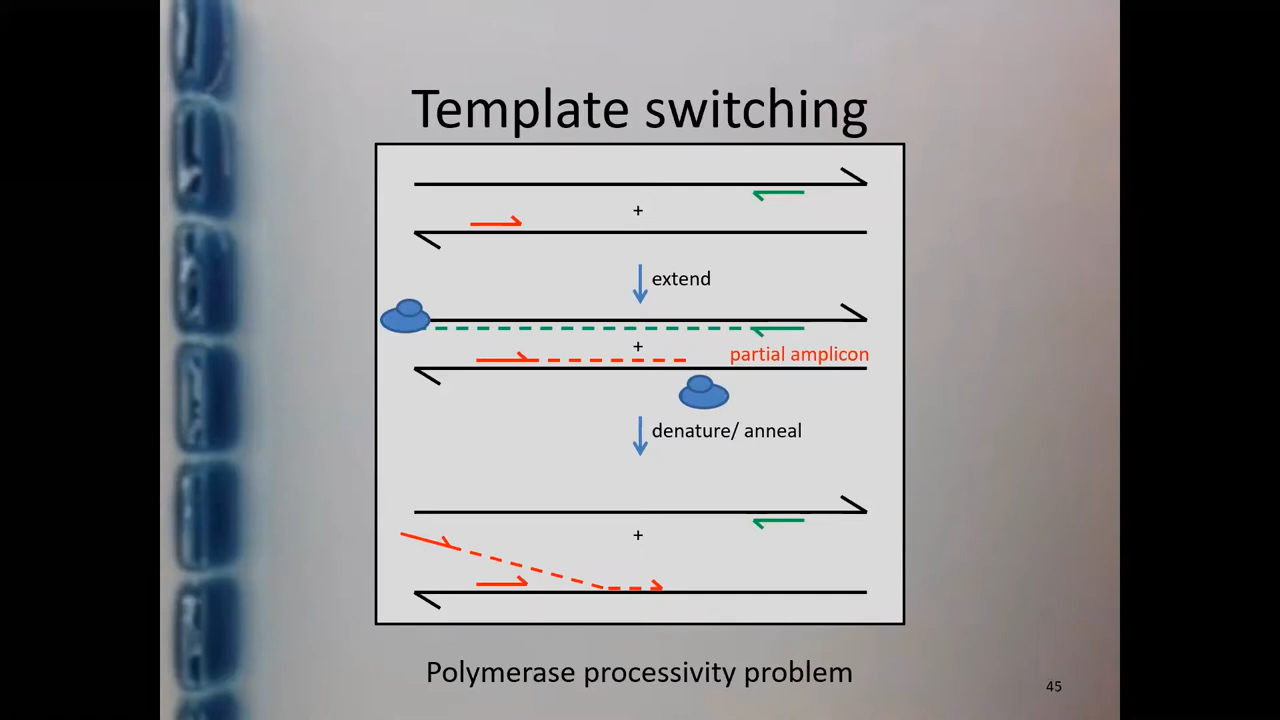 Template switching
+
extend
+
partial amplicon
denature/ anneal
+
Polymerase processivity problem
45